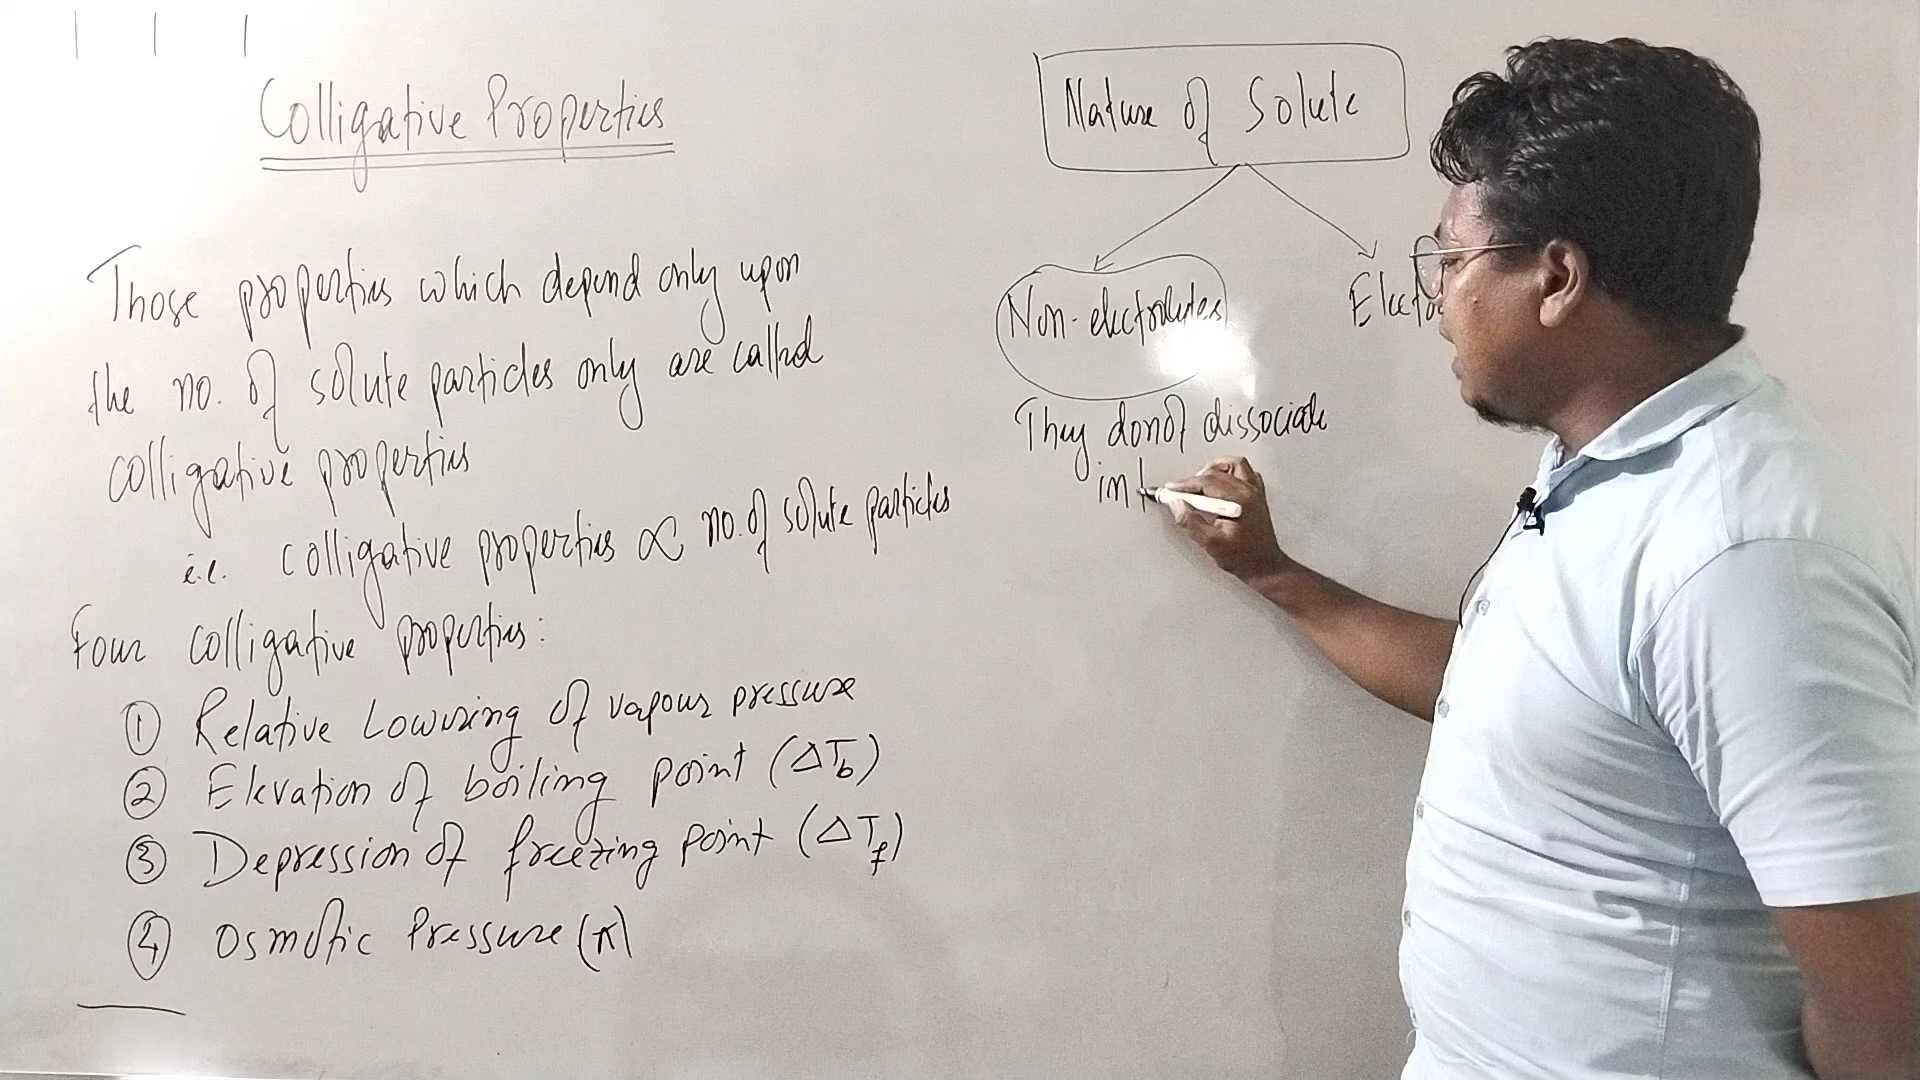 Colligative Properties
Those properties which depend only upon
the no. of solute particles only are called
colligative properties
i.e. colligative properties ∝ no. of solute particles
Four colligative properties:
① Relative Lowering of vapour pressure
② Elevation of boiling point (ΔTb)
③ Depression of freezing point (ΔTf)
④ Osmotic Pressure (π)
Nature of Solute
Non-electrolytes
Electro
They donot dissociate
int